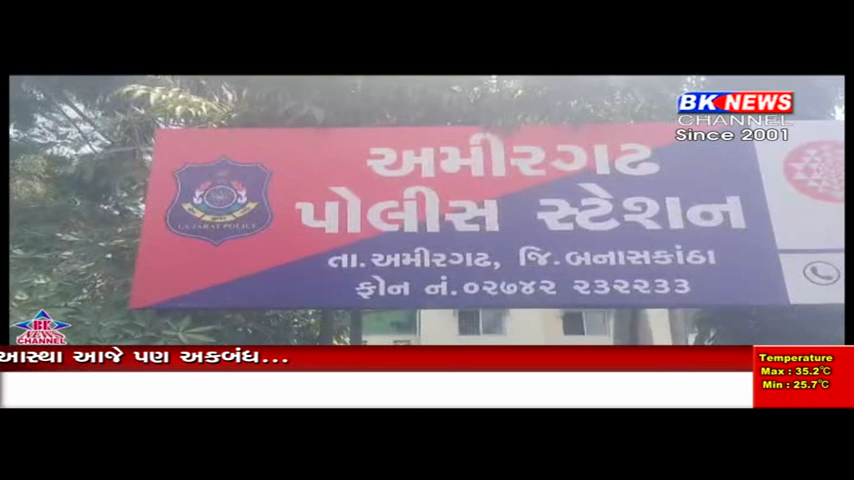 BK NEWS
CHANNEL
Since 2001
અમીરગઢ
પોલીસ સ્ટેશન
GUJARAT POLICE
તા.અમીરગઢ, જિ.બનાસકાંઠા
ફોન નં.૦૨૭૪૨ ૨૩૨૨૩૩
BK
NEWS
CHANNEL
આસ્થા આજે પણ અકબંધ...
Temperature
Max : 35.2℃
Min : 25.7℃